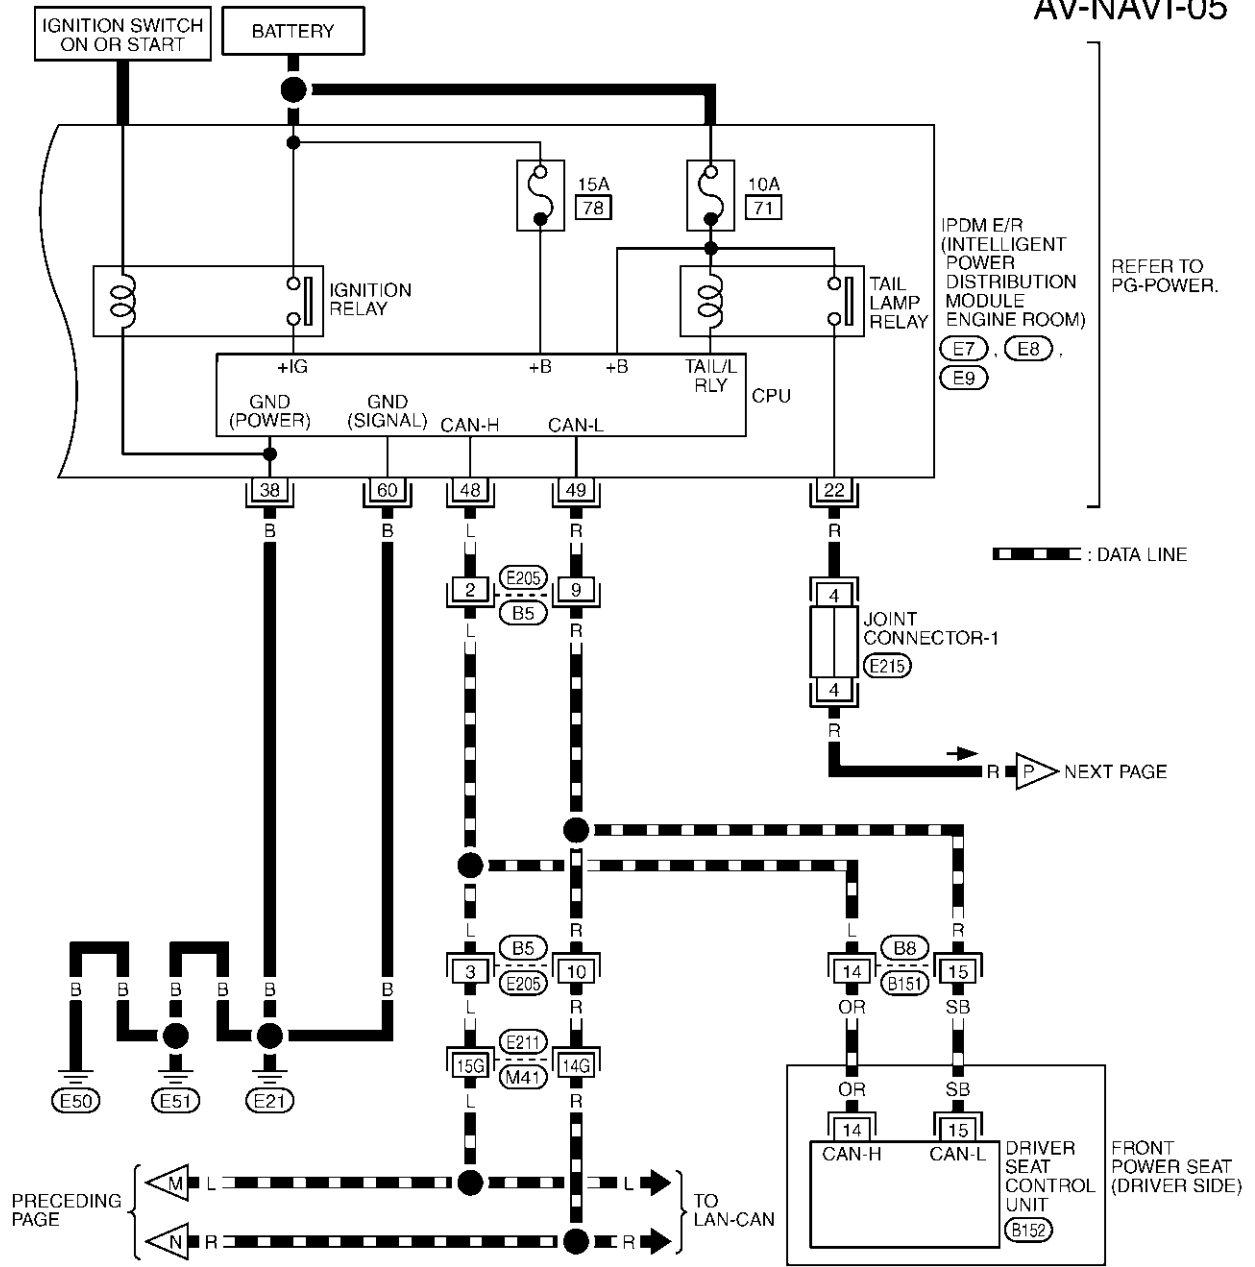 AV-NAVI-05
IGNITION SWITCH
ON OR START
BATTERY
15A
78
10A
71
IPDM E/R
(INTELLIGENT
POWER
DISTRIBUTION
MODULE
ENGINE ROOM)
E7 , E8 ,
E9
REFER TO
PG-POWER.
IGNITION
RELAY
TAIL
LAMP
RELAY
+IG
+B
+B
TAIL/L
RLY
CPU
GND
(POWER)
GND
(SIGNAL)
CAN-H
CAN-L
38
60
48
49
22
B
B
L
R
R
: DATA LINE
2
E205
B5
9
4
L
R
JOINT
CONNECTOR-1
E215
4
R
R
P
NEXT PAGE
L
R
L
R
B
B
B
B
B
B
3
B5
E205
10
14
B8
B151
15
L
R
OR
SB
15G
E211
M41
14G
E50
E51
E21
L
R
OR
SB
14
15
CAN-H
CAN-L
DRIVER
SEAT
CONTROL
UNIT
B152
FRONT
POWER SEAT
(DRIVER SIDE)
PRECEDING
PAGE
M
L
L
N
R
R
TO
LAN-CAN